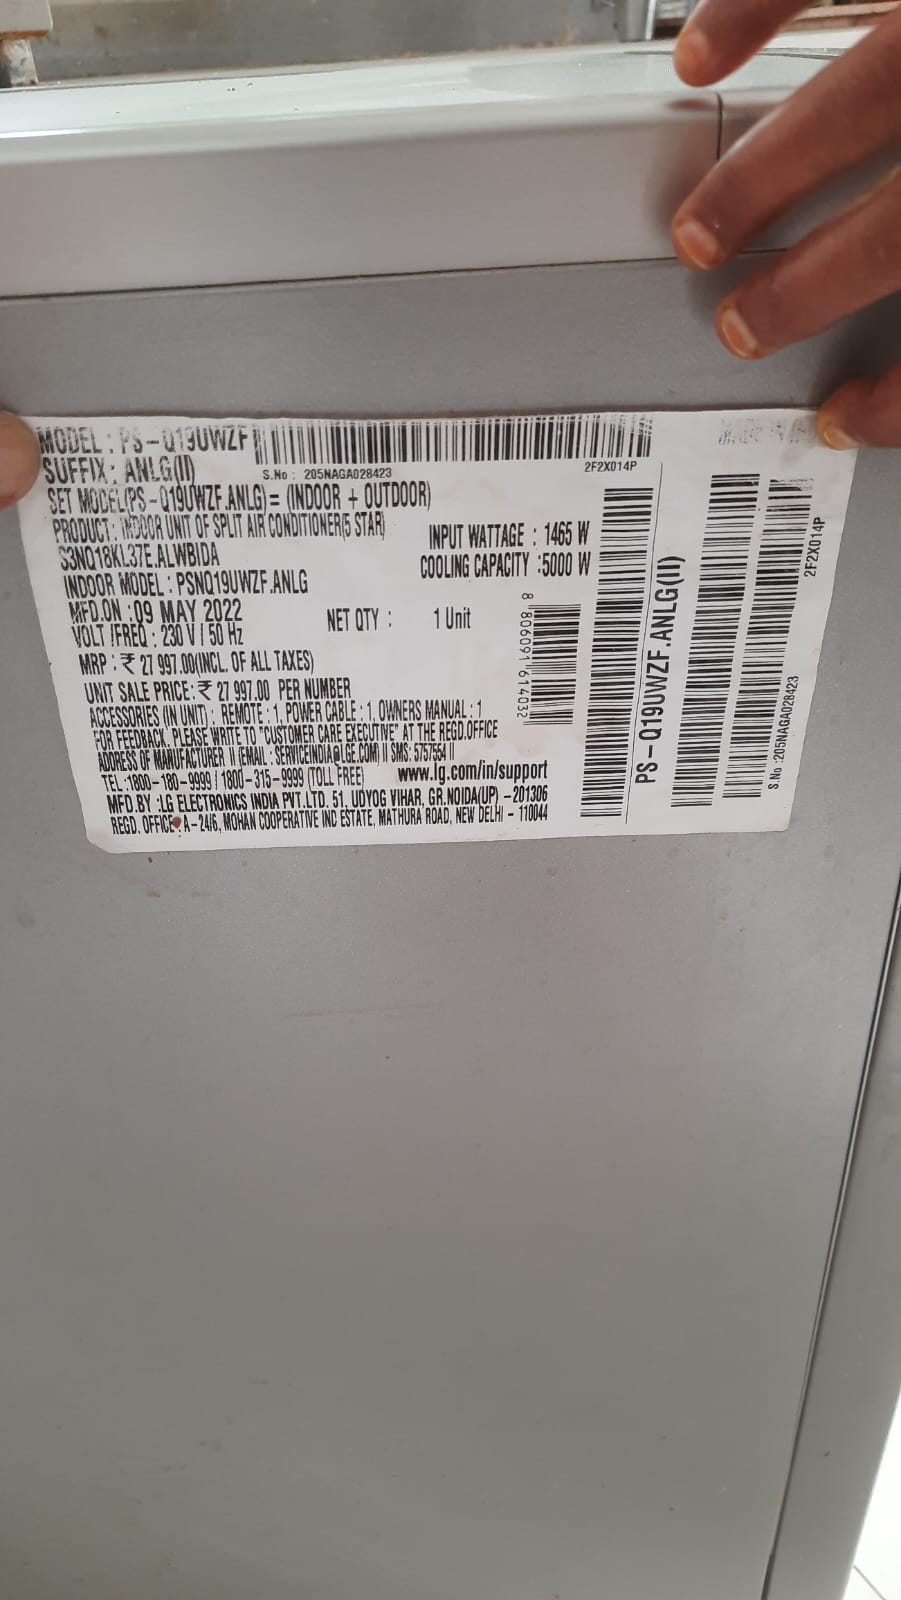 MODEL : PS-Q19UWZF
SUFFIX : ANLG(II)
S.No : 205NAGA028423
2F2X014P
SET MODEL(PS-Q19UWZF.ANLG) = (INDOOR + OUTDOOR)
PRODUCT : INDOOR UNIT OF SPLIT AIR CONDITIONER(5 STAR)
S3NQ18KL37E.ALWBIDA
INPUT WATTAGE : 1465 W
COOLING CAPACITY :5000 W
INDOOR MODEL : PSNQ19UWZF.ANLG
MFD.ON : 09 MAY 2022
NET QTY : 1 Unit
VOLT /FREQ : 230 V / 50 Hz
MRP : ₹ 27 997.00(INCL. OF ALL TAXES)
UNIT SALE PRICE: ₹ 27 997.00 PER NUMBER
ACCESSORIES (IN UNIT) : REMOTE : 1, POWER CABLE : 1, OWNERS MANUAL : 1
FOR FEEDBACK, PLEASE WRITE TO "CUSTOMER CARE EXECUTIVE" AT THE REGD.OFFICE
ADDRESS OF MANUFACTURER II (EMAIL : SERVICEINDIA@LGE.COM) II SMS: 5757554 II
TEL :1800-180-9999 / 1800-315-9999 (TOLL FREE) www.lg.com/in/support
MFD.BY :LG ELECTRONICS INDIA PVT.LTD. 51, UDYOG VIHAR, GR.NOIDA(UP) -201306
REGD. OFFICE : A-24/6, MOHAN COOPERATIVE IND ESTATE, MATHURA ROAD, NEW DELHI - 110044
8 806091 614032
PS-Q19UWZF.ANLG(II)
S.No :205NAGA028423
2F2X014P
MADE IN